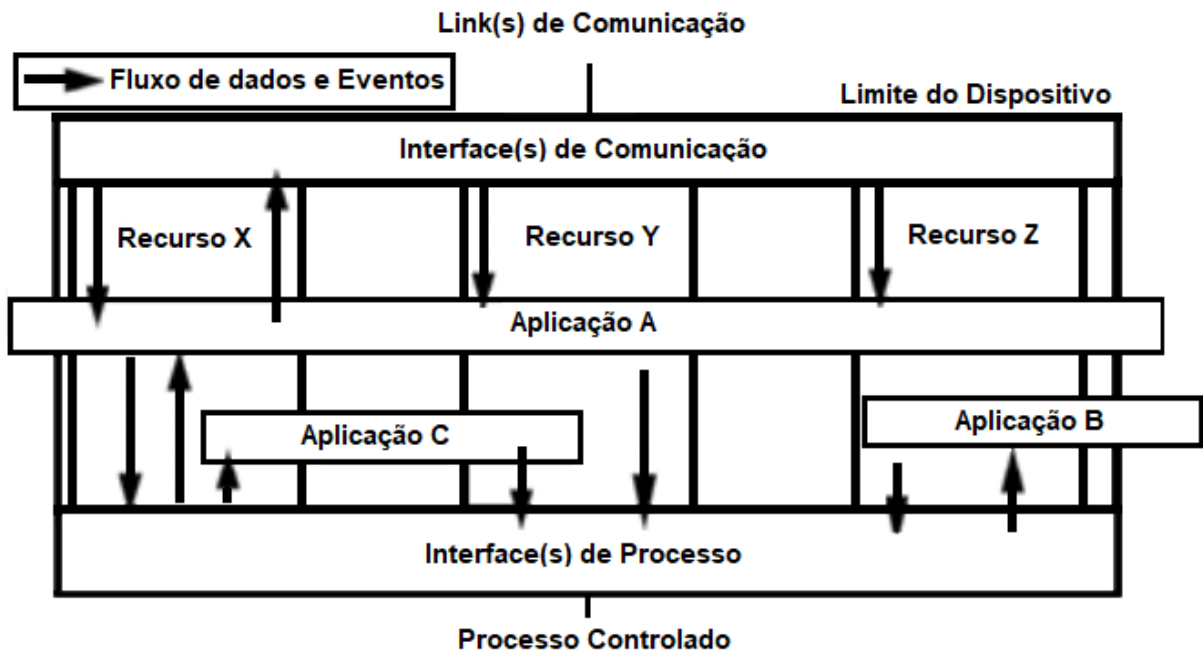 Link(s) de Comunicação
Fluxo de dados e Eventos
Limite do Dispositivo
Interface(s) de Comunicação
Recurso X
Recurso Y
Recurso Z
Aplicação A
Aplicação C
Aplicação B
Interface(s) de Processo
Processo Controlado